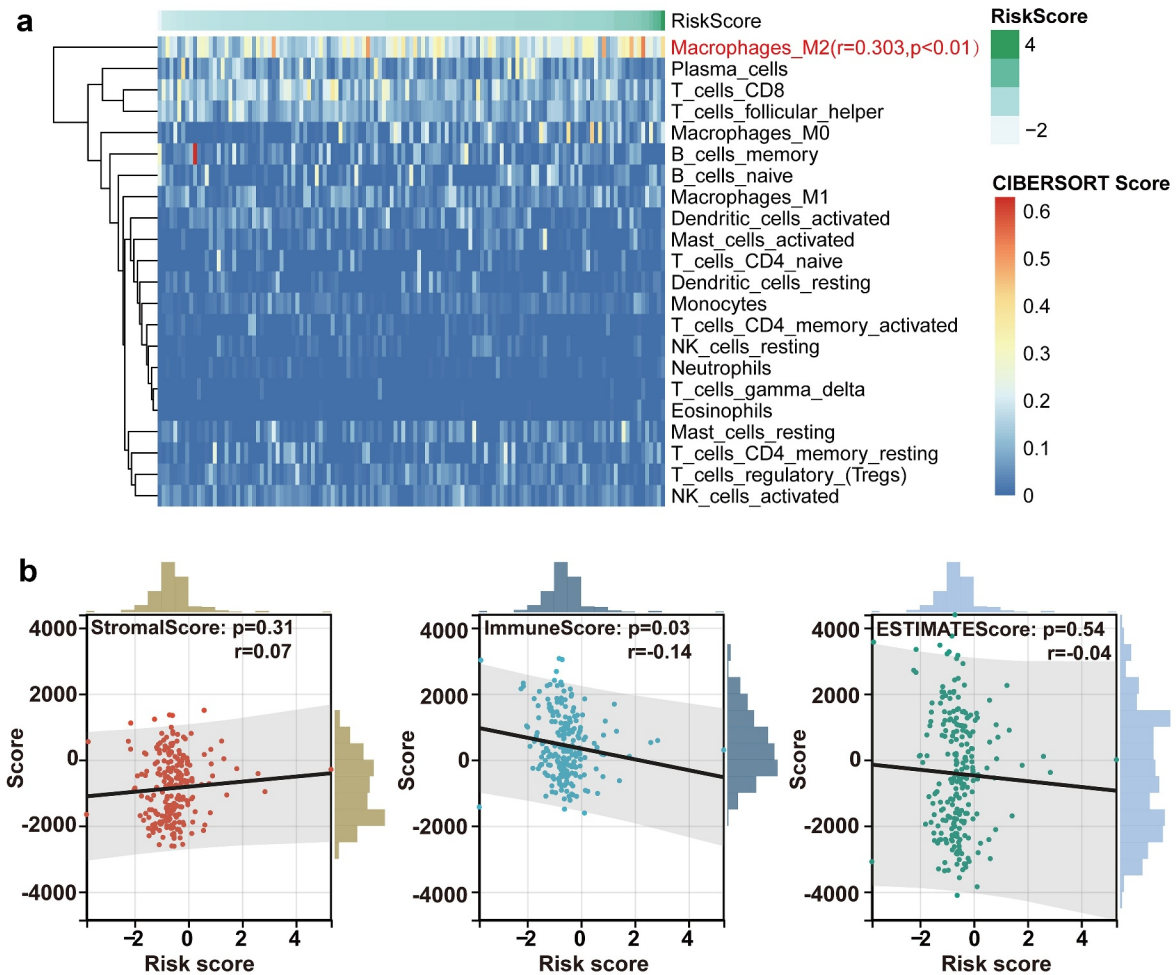 a
RiskScore
Macrophages_M2(r=0.303,p<0.01)
Plasma_cells
T_cells_CD8
T_cells_follicular_helper
Macrophages_M0
B_cells_memory
B_cells_naive
Macrophages_M1
Dendritic_cells_activated
Mast_cells_activated
T_cells_CD4_naive
Dendritic_cells_resting
Monocytes
T_cells_CD4_memory_activated
NK_cells_resting
Neutrophils
T_cells_gamma_delta
Eosinophils
Mast_cells_resting
T_cells_CD4_memory_resting
T_cells_regulatory_(Tregs)
NK_cells_activated
RiskScore
4
−2
CIBERSORT Score
0.6
0.5
0.4
0.3
0.2
0.1
0
b
StromalScore: p=0.31
r=0.07
Score
4000
2000
0
-2000
-4000
−2 0 2 4
Risk score
ImmuneScore: p=0.03
r=-0.14
Score
4000
2000
0
-2000
-4000
−2 0 2 4
Risk score
ESTIMATEScore: p=0.54
r=-0.04
Score
4000
2000
0
-2000
-4000
−2 0 2 4
Risk score